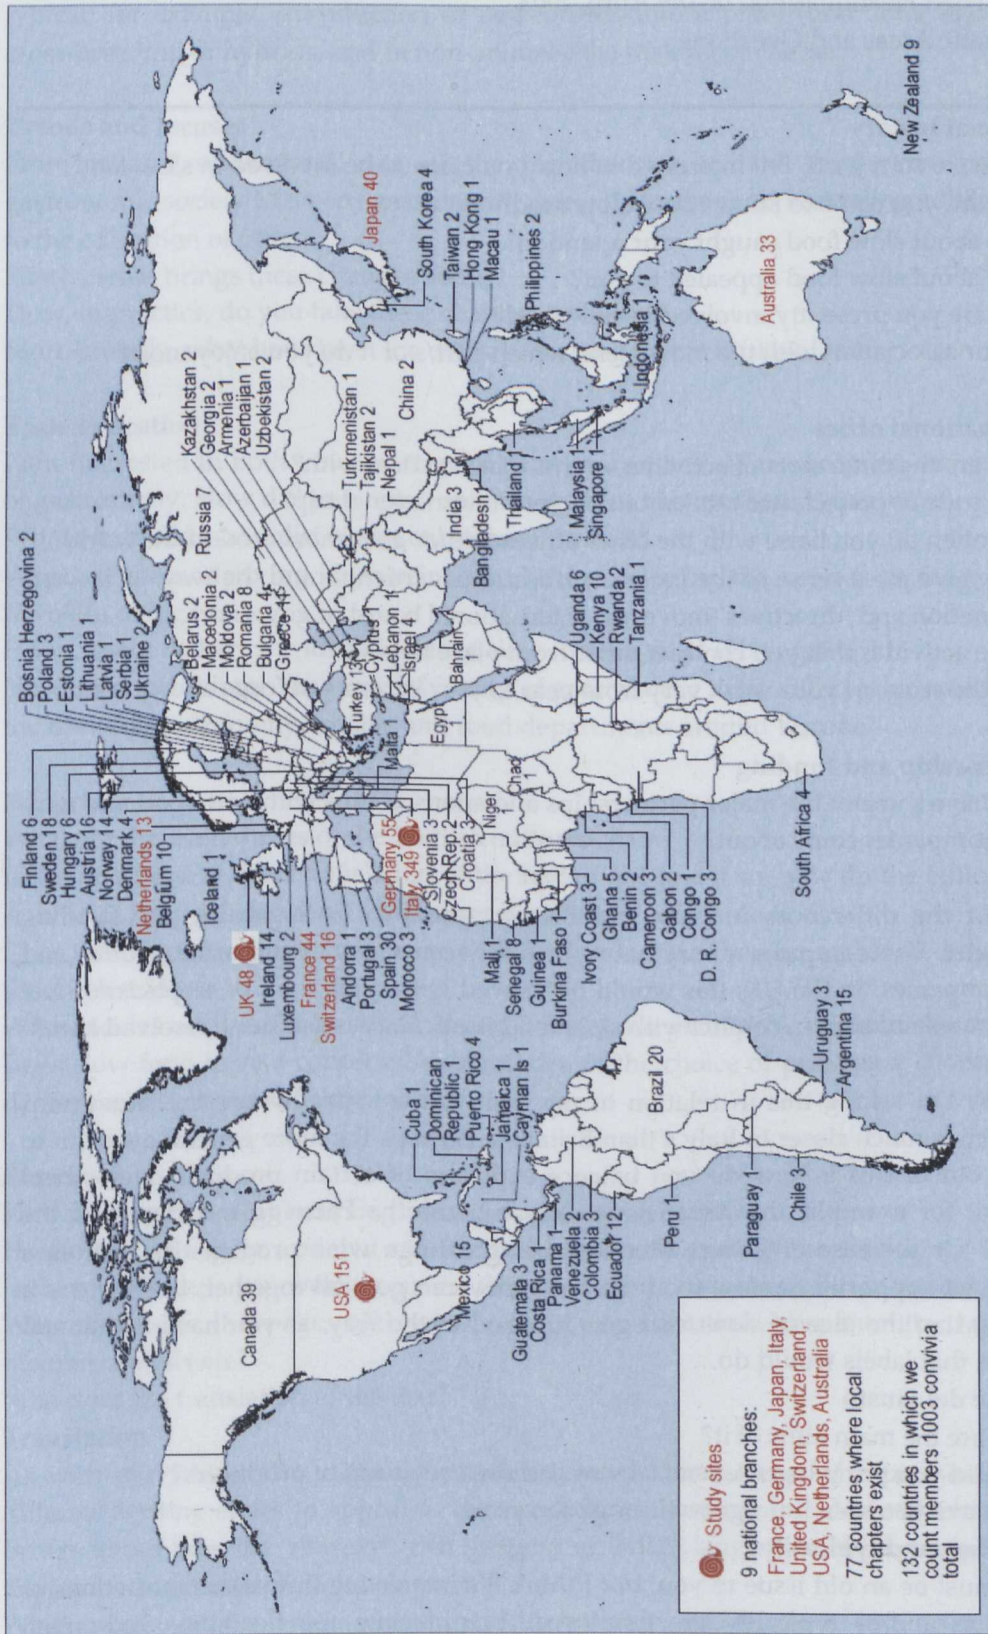 Finland 6
Sweden 18
Hungary 6
Austria 16
Norway 14
Denmark 4
Netherlands 13
Belgum 10
Iceland 1
Bosnia Herzegovina 2
Poland 3
Estonia 1
Lithuania 1
Latvia 1
Serbia 1
Ukraine 2
Belarus 2
Macedonia 2
Moldova 2
Romania 8
Bulgaria 4
Greece
Russia 7
Kazakhstan 2
Georgia 2
Armenia 1
Azerbaijan 1
Uzbekistan 2
Canada 39
USA 151
Mexico 15
Cuba 1
Dominican
Republic 1
Puerto Rico 4
Jamaica 1
Cayman Is 1
Guatemala 3
Costa Rica 1
Panama 1
Venezuela 2
Colombia 3
Ecuador 12
Peru 1
Brazil 20
Paraguay 1
Chile 3
Uruguay 3
Argentina 15
UK 48
Ireland 14
Luxembourg 2
France 44
Switzerland 16
Andorra 1
Portugal 3
Spain 30
Morocco 3
Germany 55
Italy 349
Slovenia 3
Czech Rep. 2
Croatia 3
Turkey 13
Malta 1
Cyprus 1
Lebanon 1
Israel 4
Egypt
Bahrain
Niger
Chad
1
Mali 1
Senegal 8
Guinea 1
Burkina Faso 1
Ivory Coast 3
Ghana 5
Benin 2
Cameroon 3
Gabon 2
Congo 1
D. R. Congo 3
Uganda 6
Kenya 10
Rwanda 2
Tanzania 1
South Africa 4
Turkmenistan 1
Tajikistan 2
Nepal 1
China 2
India 3
Bangladesh 1
Thailand 1
Malaysia 1
Singapore 1
Indonesia 1
Japan 40
South Korea 4
Taiwan 2
Hong Kong 1
Macau 1
Philippines 2
Australia 33
New Zealand 9
Study sites
9 national branches:
France, Germany, Japan, Italy,
United Kingdom, Switzerland,
USA Netherlands, Australia
77 countries where local
chapters exist
132 countries in which we
count members 1003 convivia
total